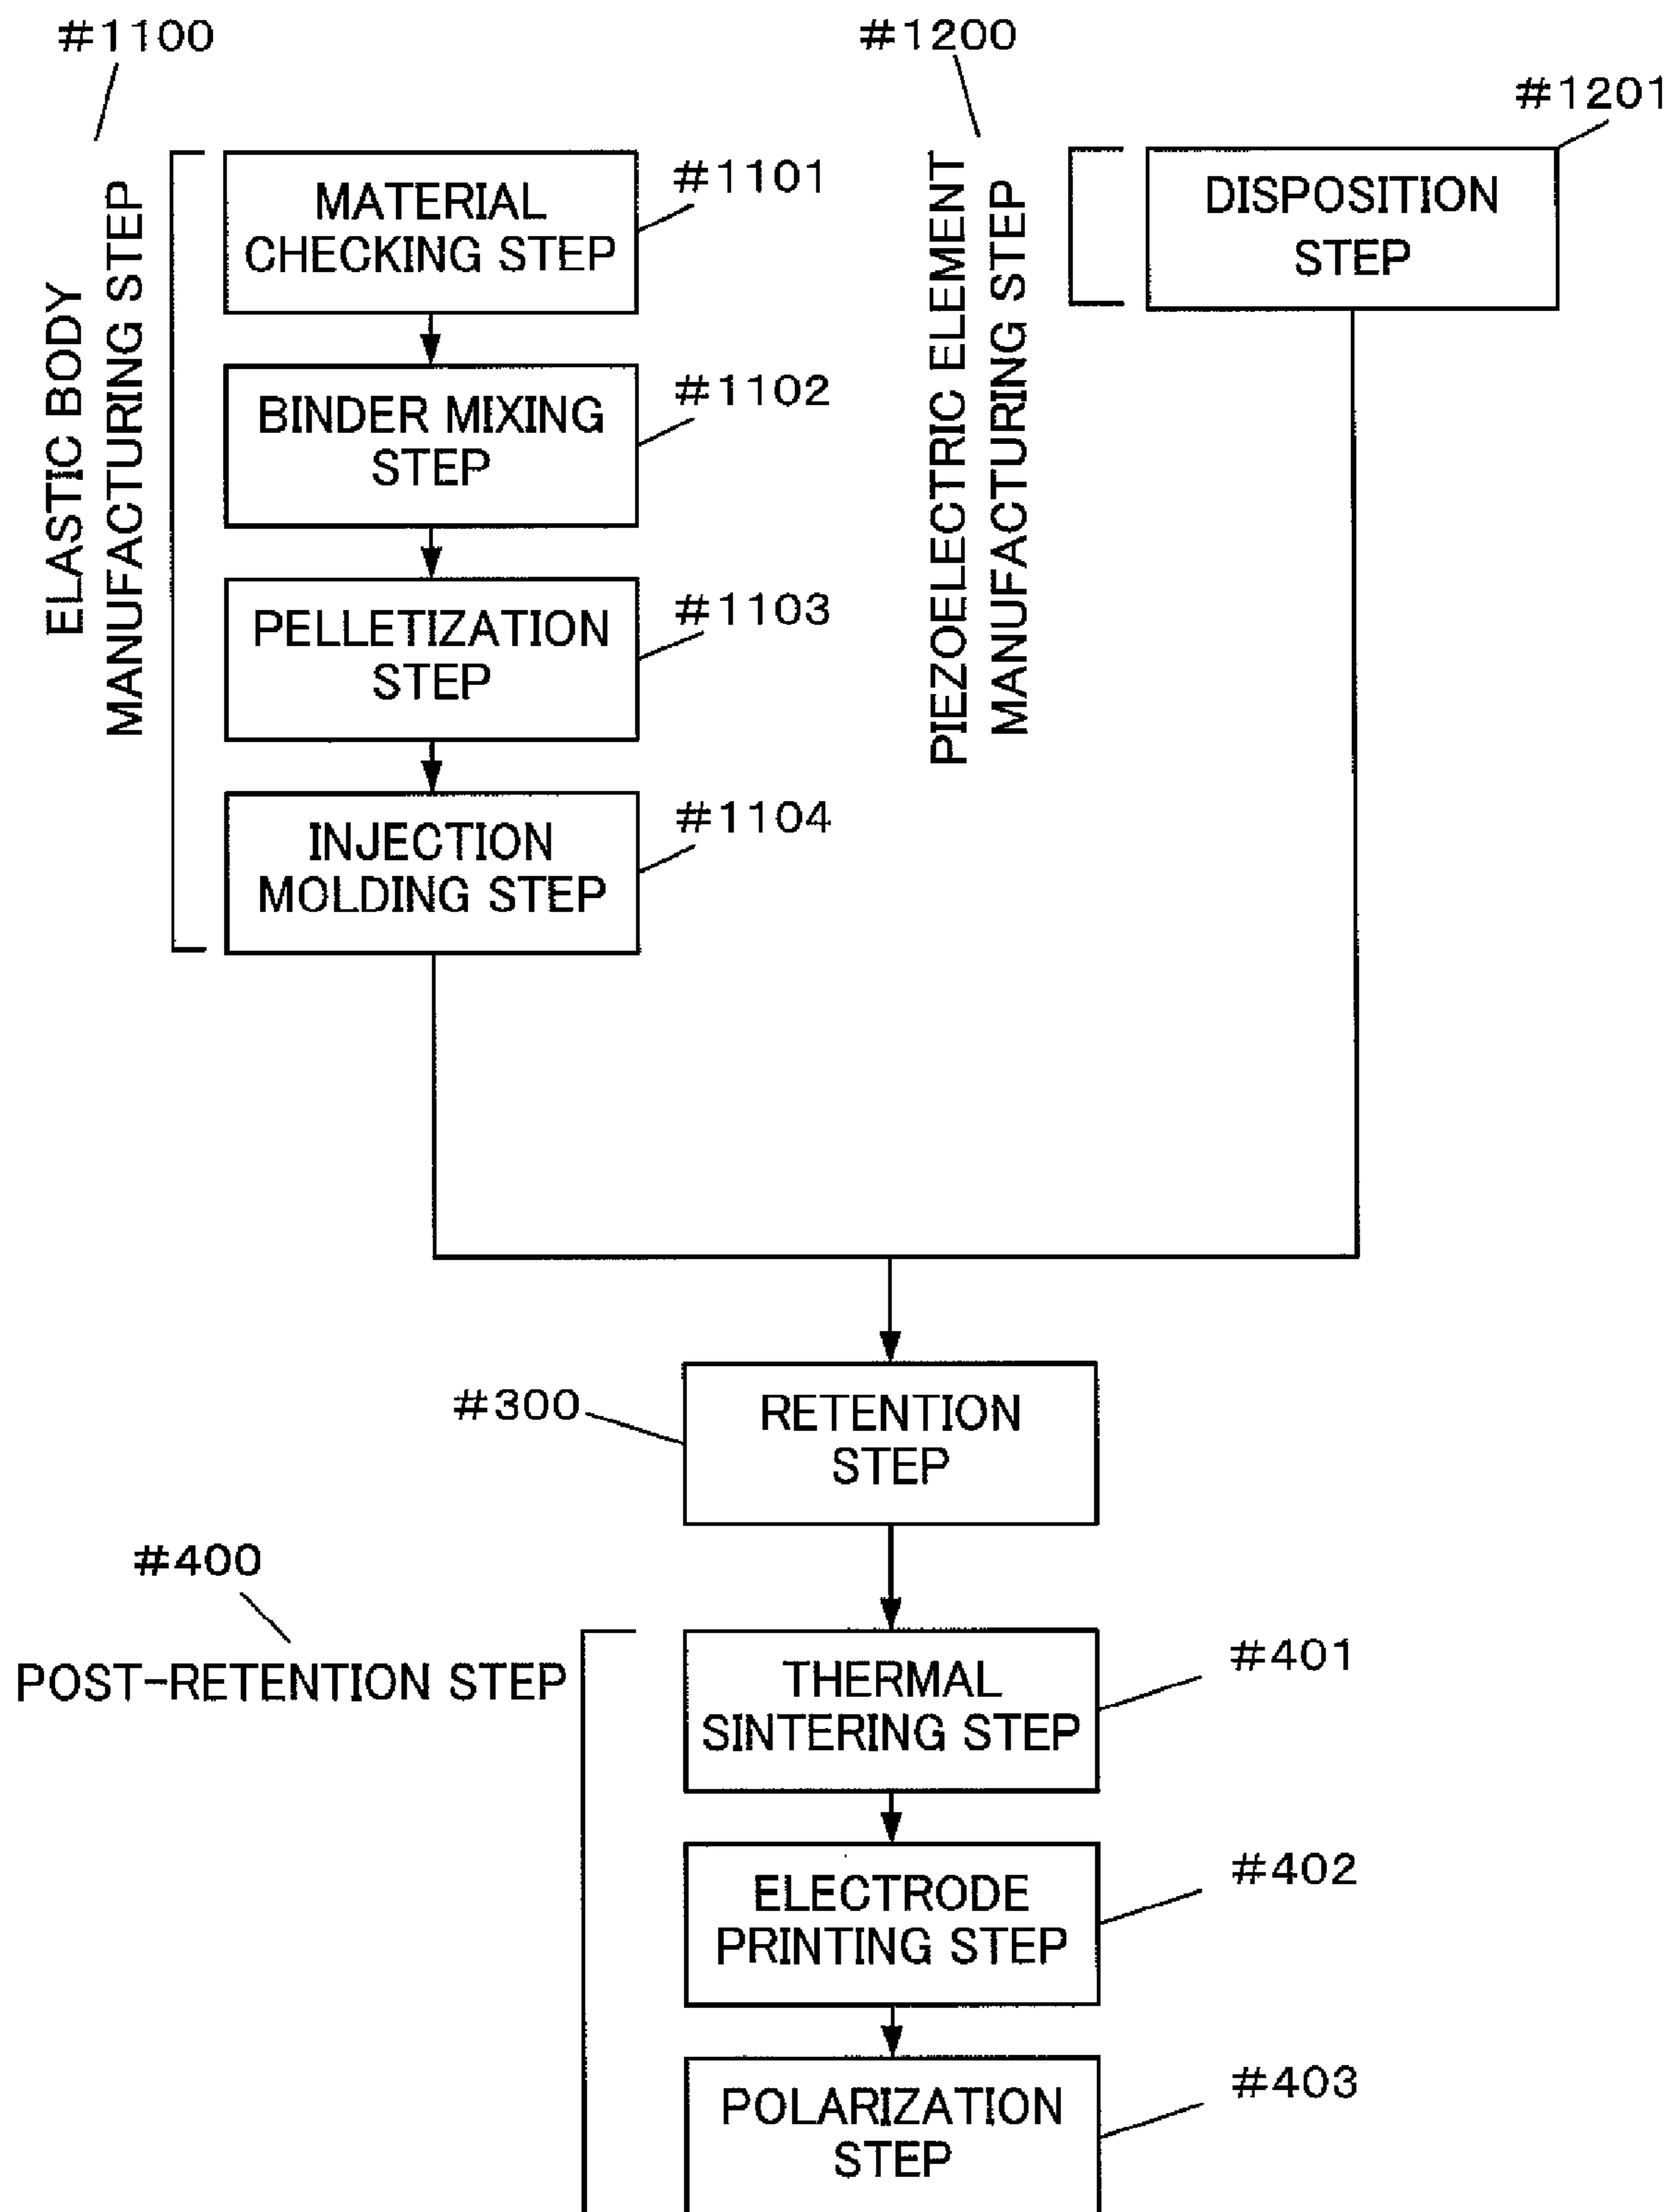 #1100
ELASTIC BODY
MANUFACTURING STEP
MATERIAL
CHECKING STEP
#1101
BINDER MIXING
STEP
#1102
PELLETIZATION
STEP
#1103
INJECTION
MOLDING STEP
#1104
#1200
PIEZOELECTRIC ELEMENT
MANUFACTURING STEP
#1201
DISPOSITION
STEP
#300
RETENTION
STEP
#400
POST-RETENTION STEP
THERMAL
SINTERING STEP
#401
ELECTRODE
PRINTING STEP
#402
POLARIZATION
STEP
#403